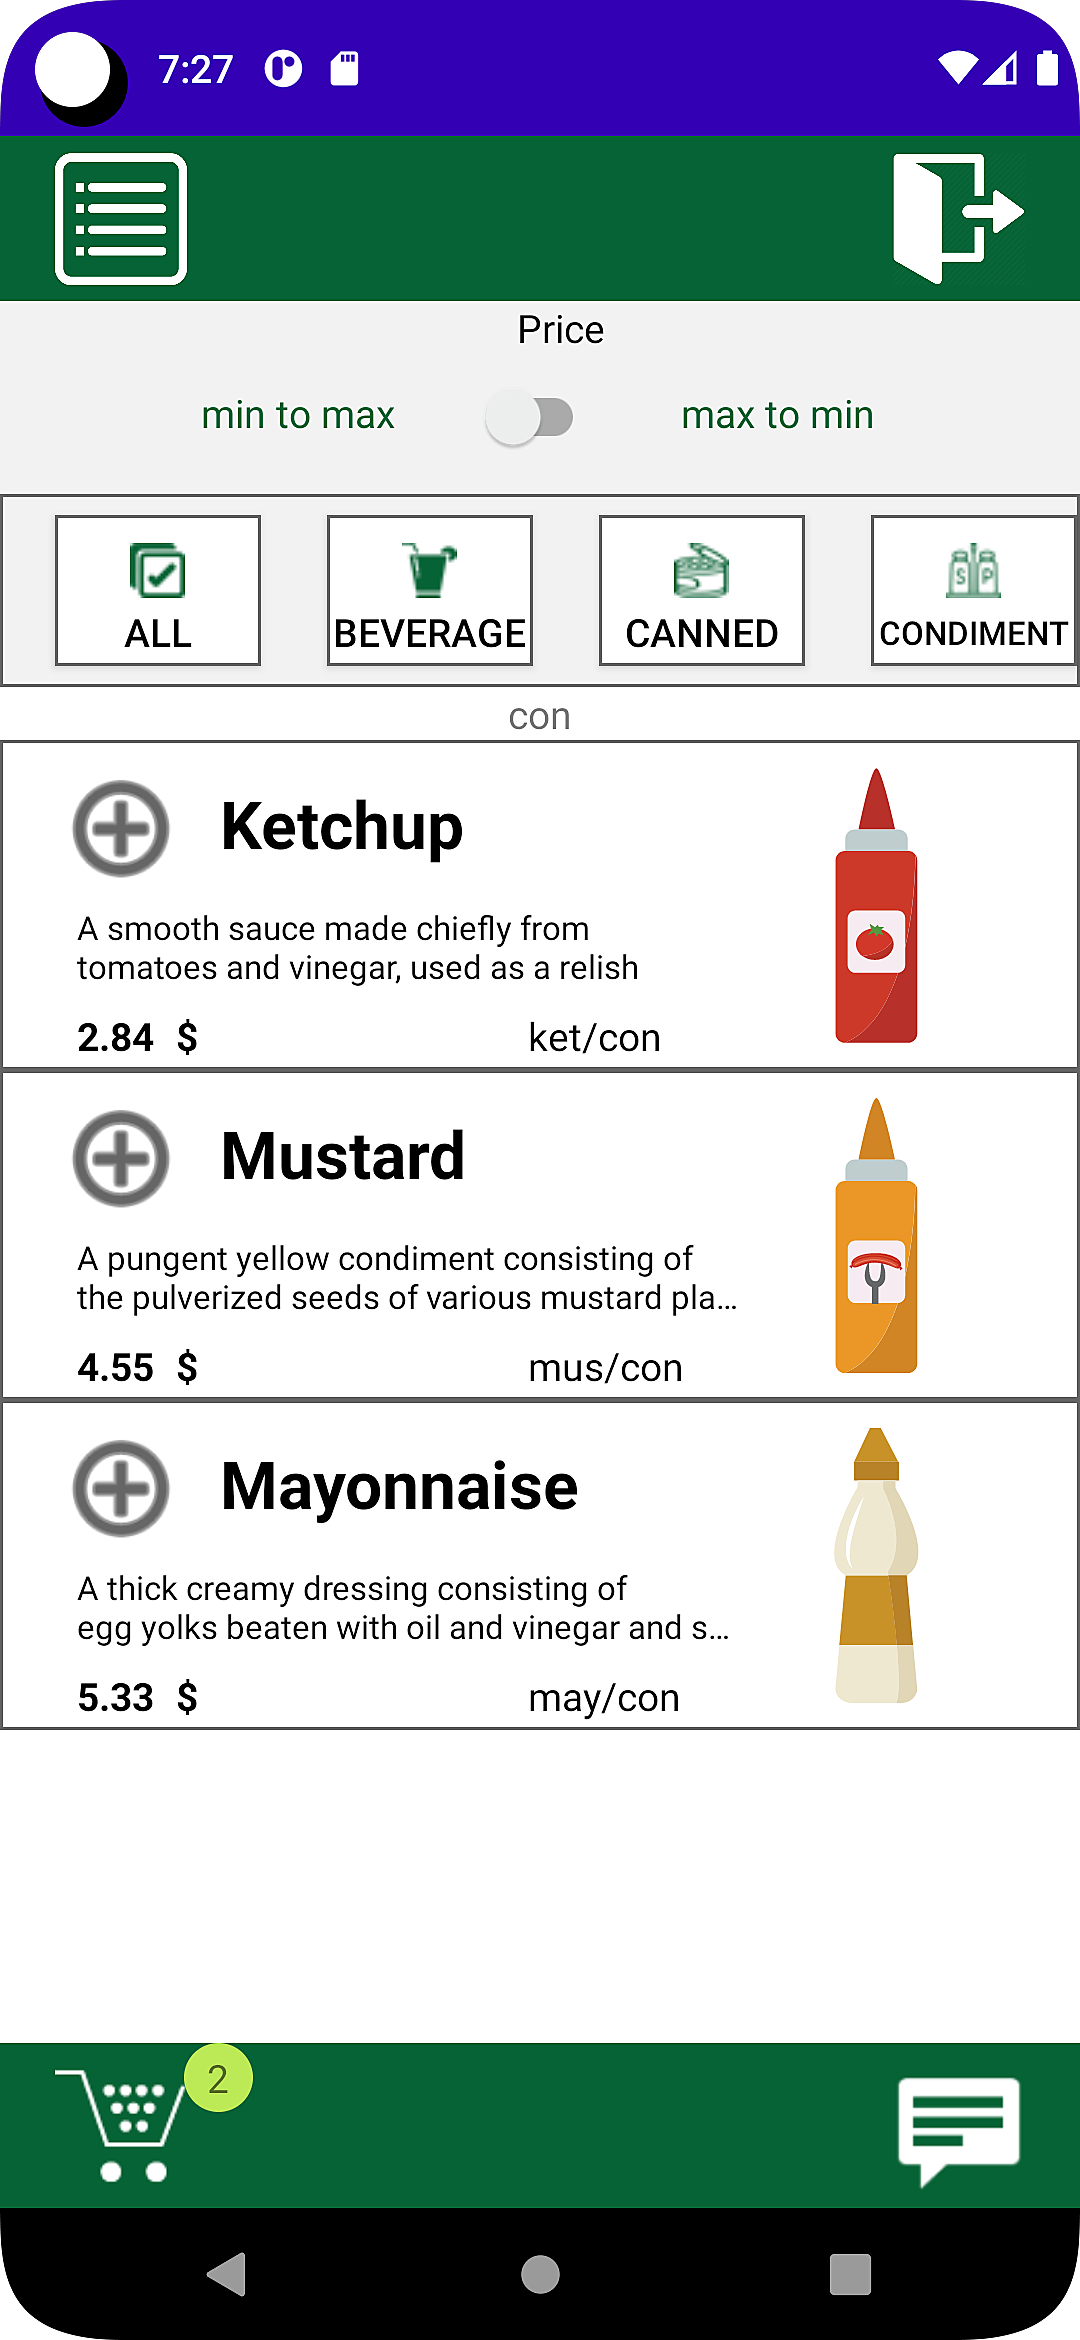 7:27
Price
min to max
max to min
ALL
BEVERAGE
CANNED
CONDIMENT
S P
con
Ketchup
A smooth sauce made chiefly from
tomatoes and vinegar, used as a relish
2.84 $
ket/con
Mustard
A pungent yellow condiment consisting of
the pulverized seeds of various mustard pla...
4.55 $
mus/con
Mayonnaise
A thick creamy dressing consisting of
egg yolks beaten with oil and vinegar and s...
5.33 $
may/con
2